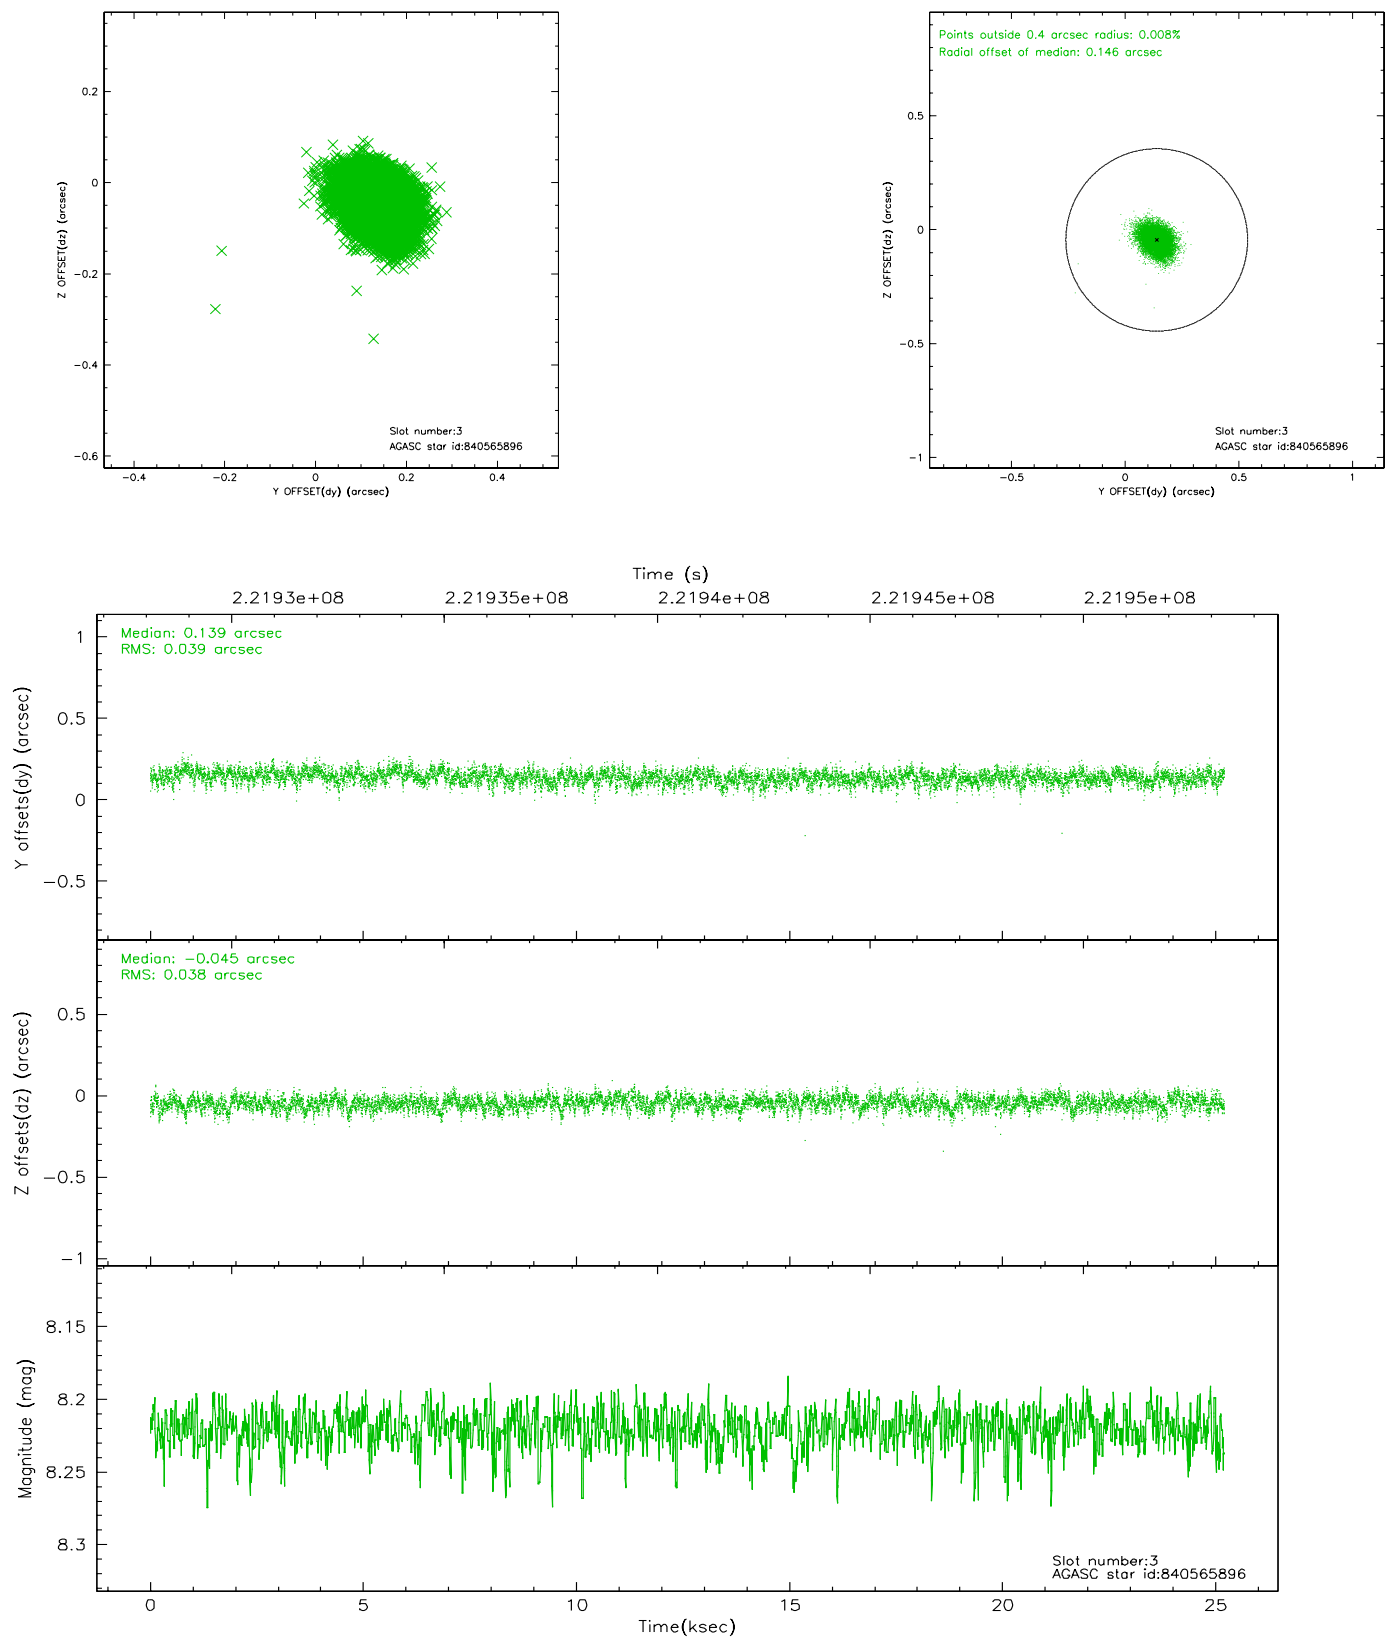 0.2
0
−0.2
−0.4
−0.6
Z OFFSET(dz) (arcsec)
Slot number:3
AGASC star id:840565896
−0.4
−0.2
0
0.2
0.4
Y OFFSET(dy) (arcsec)
Points outside 0.4 arcsec radius: 0.008%
Radial offset of median: 0.146 arcsec
0.5
0
−0.5
−1
Z OFFSET(dz) (arcsec)
Slot number:3
AGASC star id:840565896
−0.5
0
0.5
1
Y OFFSET(dy) (arcsec)
Time (s)
2.2193e+08
2.21935e+08
2.2194e+08
2.21945e+08
2.2195e+08
Median: 0.139 arcsec
RMS: 0.039 arcsec
1
0.5
0
−0.5
Y offsets(dy) (arcsec)
Median: −0.045 arcsec
RMS: 0.038 arcsec
0.5
0
−0.5
−1
Z offsets(dz) (arcsec)
8.15
8.2
8.25
8.3
Magnitude (mag)
Slot number:3
AGASC star id:840565896
0
5
10
15
20
25
Time(ksec)